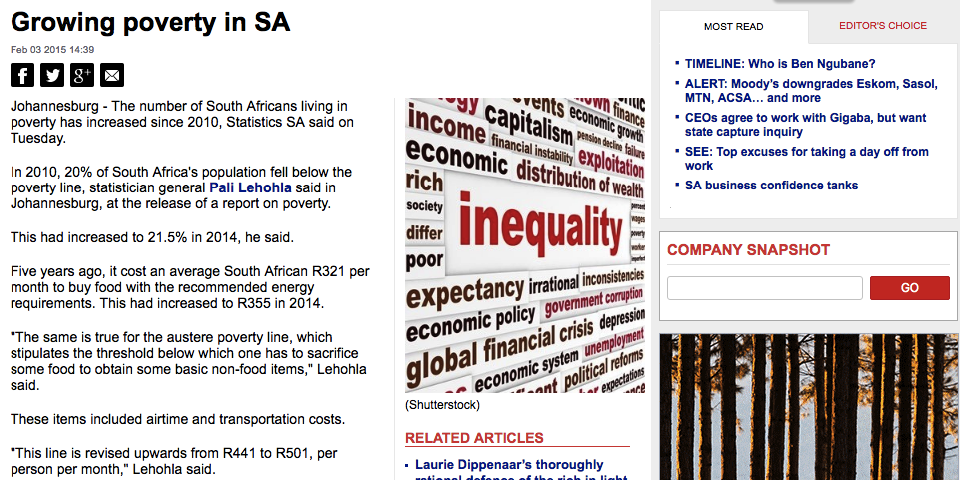 Growing poverty in SA
Feb 03 2015 14:39
Johannesburg - The number of South Africans living in
poverty has increased since 2010, Statistics SA said on
Tuesday.
In 2010, 20% of South Africa's population fell below the
poverty line, statistician general Pali Lehohla said in
Johannesburg, at the release of a report on poverty.
This had increased to 21.5% in 2014, he said.
Five years ago, it cost an average South African R321 per
month to buy food with the recommended energy
requirements. This had increased to R355 in 2014.
"The same is true for the austere poverty line, which
stipulates the threshold below which one has to sacrifice
some food to obtain some basic non-food items," Lehohla
said.
These items included airtime and transportation costs.
"This line is revised upwards from R441 to R501, per
person per month," Lehohla said.
events
finance
income
capitalism
economic growth
pension decline
failure
financial instability
exploitation
economic
distribution of wealth
rich
society
differ
poor
inequality
percent
wages
poverty
worker
expectancy
irrational
inconsistencies
economic policy
government corruption
global financial crisis
depression
economic system
unemployment
political reforms
expectations
(Shutterstock)
RELATED ARTICLES
Laurie Dippenaar's thoroughly
rational defence of the rich in light
MOST READ
EDITOR'S CHOICE
TIMELINE: Who is Ben Ngubane?
ALERT: Moody's downgrades Eskom, Sasol,
MTN, ACSA… and more
CEOs agree to work with Gigaba, but want
state capture inquiry
SEE: Top excuses for taking a day off from
work
SA business confidence tanks
COMPANY SNAPSHOT
GO